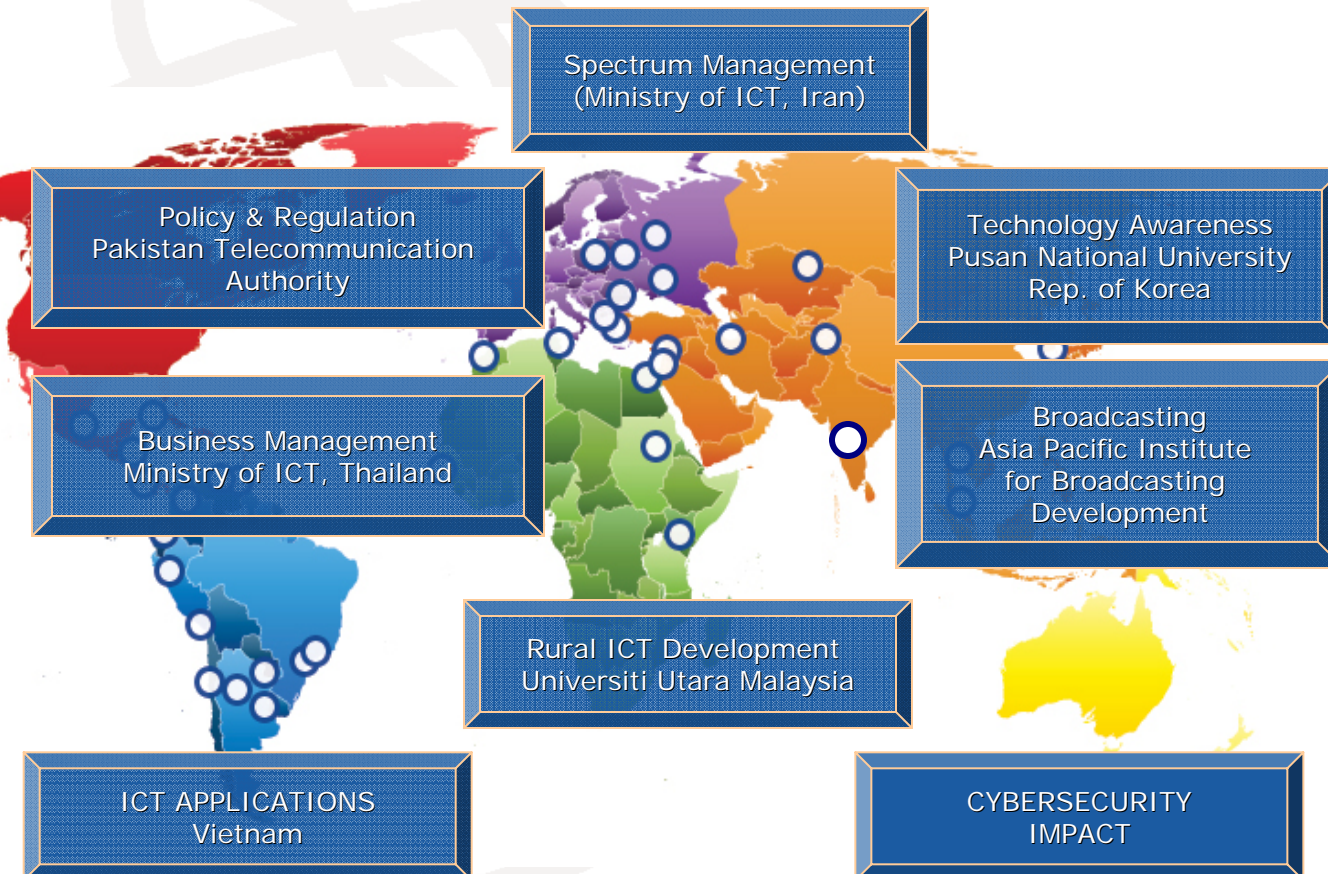 Spectrum Management
(Ministry of ICT, Iran)
Policy & Regulation
Pakistan Telecommunication
Authority
Technology Awareness
Pusan National University
Rep. of Korea
Business Management
Ministry of ICT, Thailand
Broadcasting
Asia Pacific Institute
for Broadcasting
Development
Rural ICT Development
Universiti Utara Malaysia
ICT APPLICATIONS
Vietnam
CYBERSECURITY
IMPACT